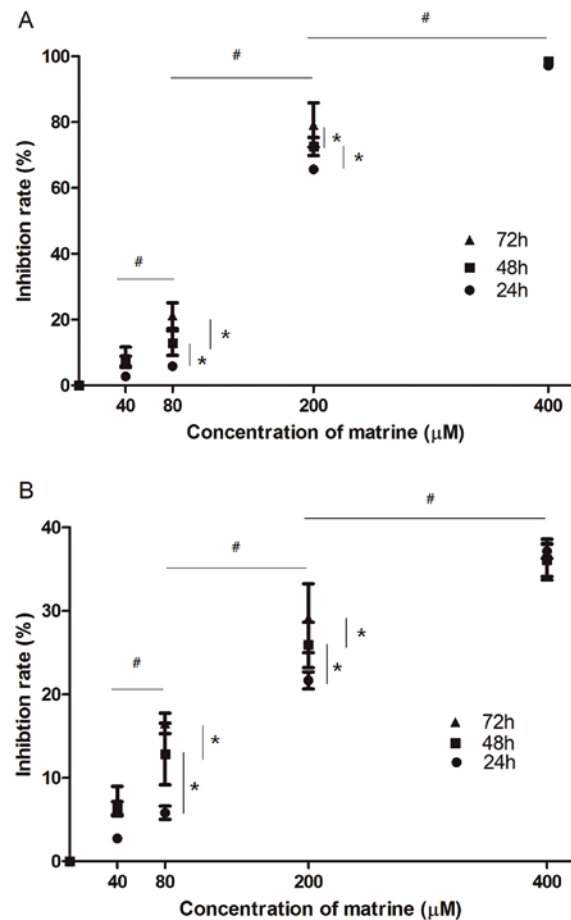 A
#
#
100
80
60
40
20
0
Inhibtion rate (%)
*
*
#
*
*
72h
48h
24h
40 80 200 400
Concentration of matrine (μM)
B
#
#
40
30
20
10
0
Inhibtion rate (%)
*
*
#
*
*
72h
48h
24h
40 80 200 400
Concentration of matrine (μM)